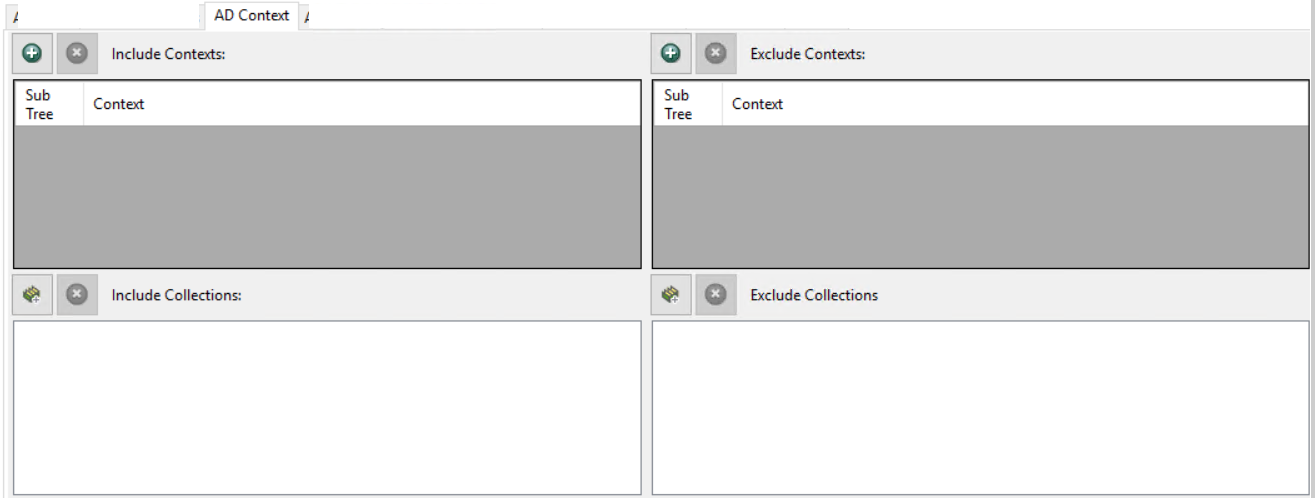 AD Context
Include Contexts:
Exclude Contexts:
Sub
Tree
Context
Sub
Tree
Context
Include Collections:
Exclude Collections